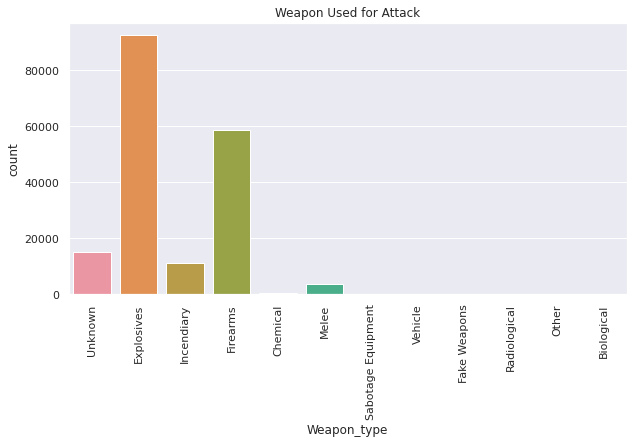 Weapon Used for Attack
count
80000
60000
40000
20000
0
Unknown
Explosives
Incendiary
Firearms
Chemical
Melee
Sabotage Equipment
Vehicle
Fake Weapons
Radiological
Other
Biological
Weapon_type